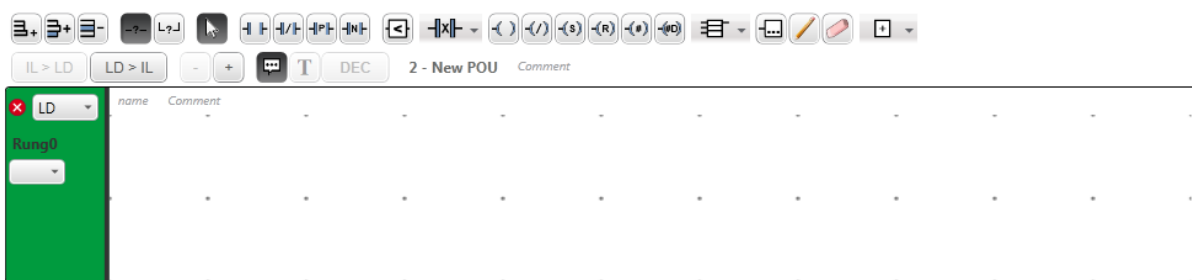 -?- L?J P N < X ( ) (/) (S) (R) (#) (#D) ...
IL > LD LD > IL - + T DEC 2 - New POU Comment
LD name Comment
Rung0